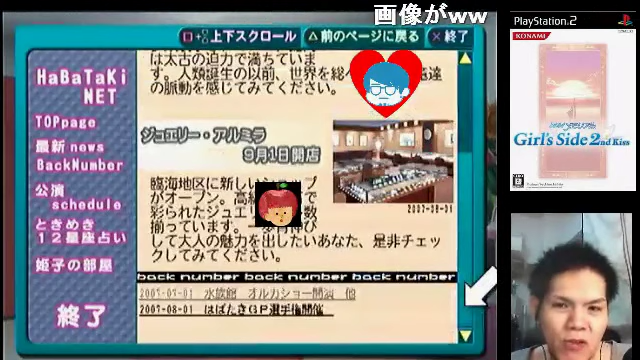 画像がww
□+:上下スクロール △前のページに戻る ×終了
HaBaTaKi
NET
TOPpage
最新news
BackNumber
公演
schedule
ときめき
12星座占い
姫子の部屋
終了
は太古の迫力で満ちていま
す。人類誕生の以前、世界を総べ
の脈動を感じてみてください。
ジュエリー・アルミラ
9月1日開店
臨海地区に新しいジュ
がオープン。高級
彩られたジュエリ 数
揃っています。 伸び
して大人の魅力を出したいあなた、是非チェッ
クしてみてください。
2007-08-01
back number back number back number
2007-07-01 水族館 オルカショー開演 他
2007-08-01 はばたきGP選手権開催
PlayStation.2
KONAMI
Girl's Side 2nd Kiss